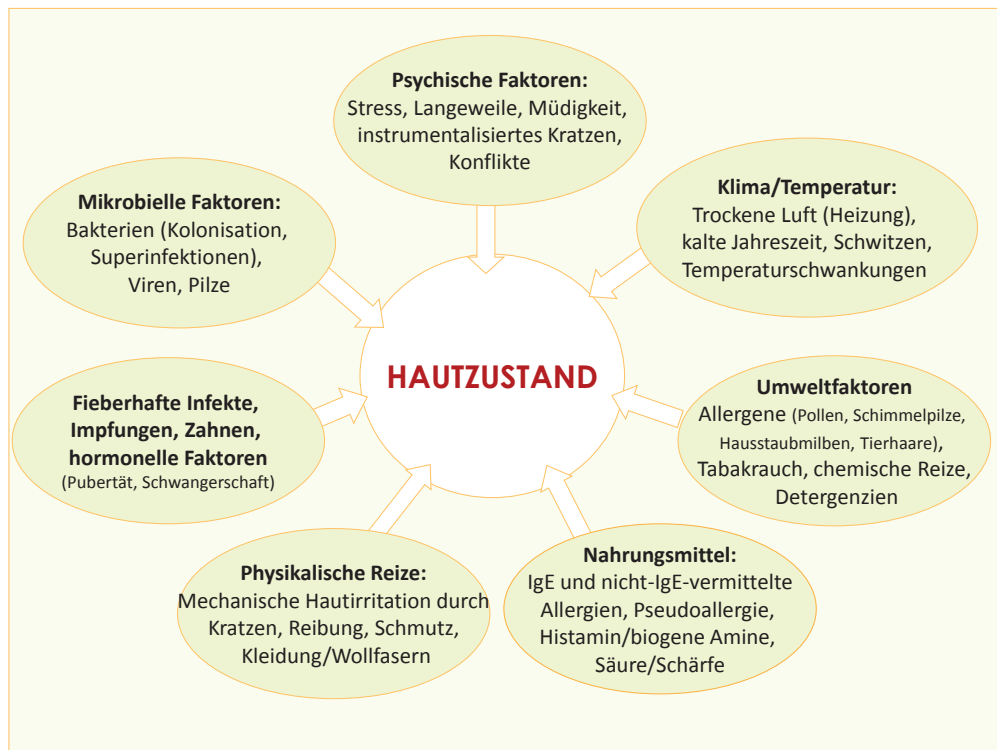 Psychische Faktoren:
Stress, Langeweile, Müdigkeit,
instrumentalisiertes Kratzen,
Konflikte
Mikrobielle Faktoren:
Bakterien (Kolonisation,
Superinfektionen),
Viren, Pilze
Klima/Temperatur:
Trockene Luft (Heizung),
kalte Jahreszeit, Schwitzen,
Temperaturschwankungen
HAUTZUSTAND
Fieberhafte Infekte,
Impfungen, Zahnen,
hormonelle Faktoren
(Pubertät, Schwangerschaft)
Umweltfaktoren
Allergene (Pollen, Schimmelpilze,
Hausstaubmilben, Tierhaare),
Tabakrauch, chemische Reize,
Detergenzien
Physikalische Reize:
Mechanische Hautirritation durch
Kratzen, Reibung, Schmutz,
Kleidung/Wollfasern
Nahrungsmittel:
IgE und nicht-IgE-vermittelte
Allergien, Pseudoallergie,
Histamin/biogene Amine,
Säure/Schärfe